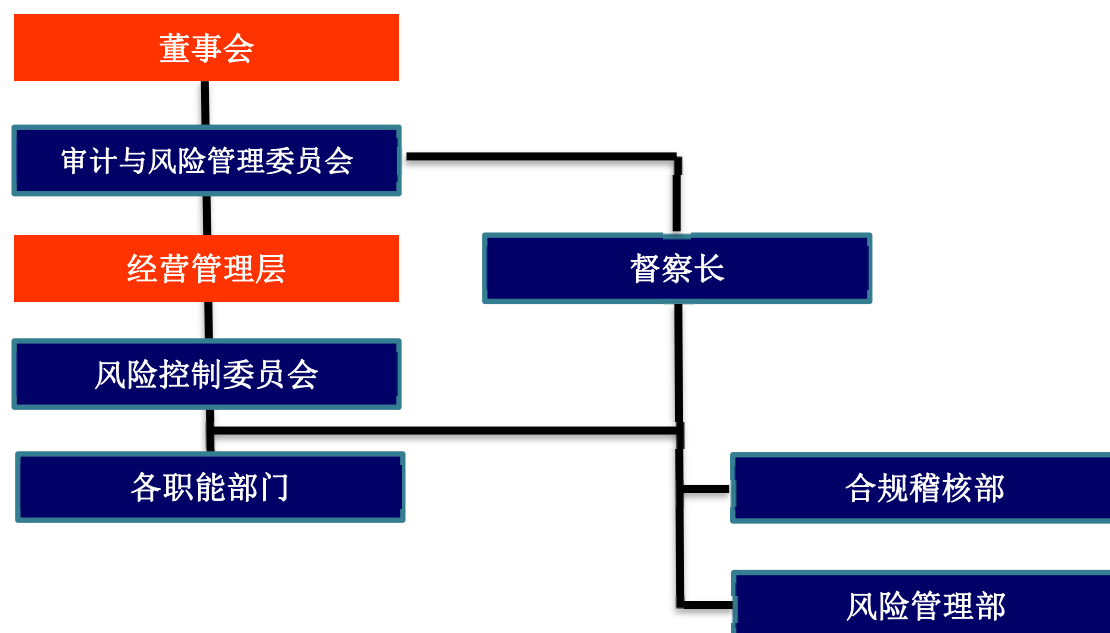 董事会
审计与风险管理委员会
经营管理层
督察长
风险控制委员会
各职能部门
合规稽核部
风险管理部